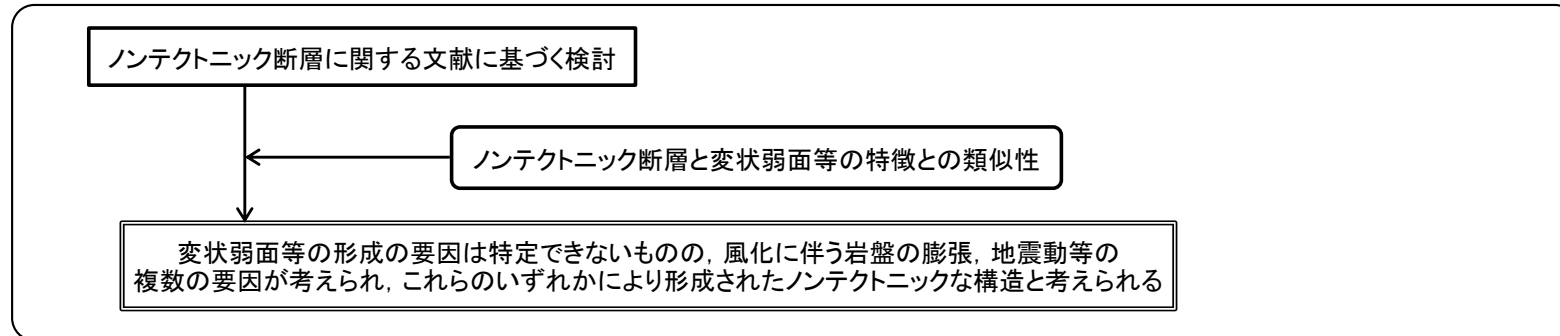 ノンテクトニック断層に関する文献に基づく検討
ノンテクトニック断層と変状弱面等の特徴との類似性
変状弱面等の形成の要因は特定できないものの，風化に伴う岩盤の膨張，地震動等の
複数の要因が考えられ，これらのいずれかにより形成されたノンテクトニックな構造と考えられる